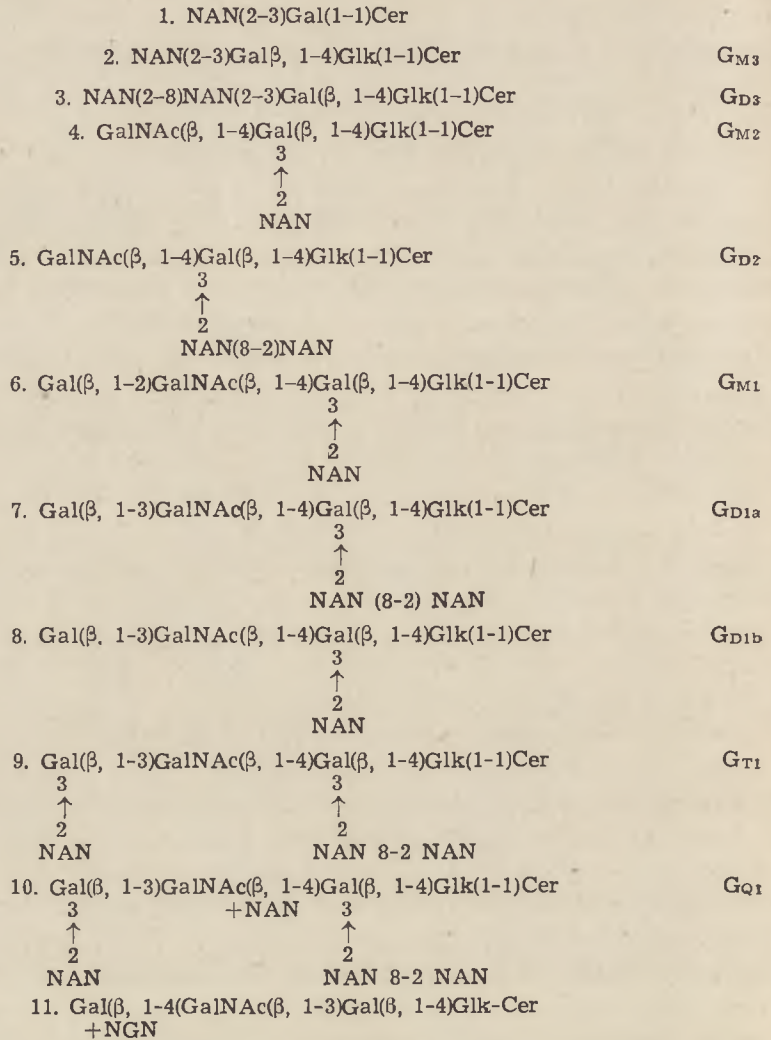 1. NAN(2–3)Gal(1–1)Cer
2. NAN(2–3)Galβ, 1–4)Glk(1–1)Cer GM3
3. NAN(2–8)NAN(2–3)Gal(β, 1–4)Glk(1–1)Cer GD3
4. GalNAc(β, 1–4)Gal(β, 1–4)Glk(1–1)Cer GM2
3
↑
2
NAN
5. GalNAc(β, 1–4)Gal(β, 1–4)Glk(1–1)Cer GD2
3
↑
2
NAN(8–2)NAN
6. Gal(β, 1–2)GalNAc(β, 1–4)Gal(β, 1–4)Glk(1-1)Cer GM1
3
↑
2
NAN
7. Gal(β, 1-3)GalNAc(β, 1-4)Gal(β, 1-4)Glk(1-1)Cer GD1a
3
↑
2
NAN (8-2) NAN
8. Gal(β. 1-3)GalNAc(β, 1-4)Gal(β, 1-4)Glk(1-1)Cer GD1b
3
↑
2
NAN
9. Gal(β, 1-3)GalNAc(β, 1-4)Gal(β, 1-4)Glk(1-1)Cer GT1
3 3
↑ ↑
2 2
NAN NAN 8-2 NAN
10. Gal(β, 1-3)GalNAc(β, 1-4)Gal(β, 1-4)Glk(1-1)Cer GQ1
3 +NAN 3
↑ ↑
2 2
NAN NAN 8-2 NAN
11. Gal(β, 1-4(GalNAc(β, 1-3)Gal(β, 1-4)Glk-Cer
+NGN